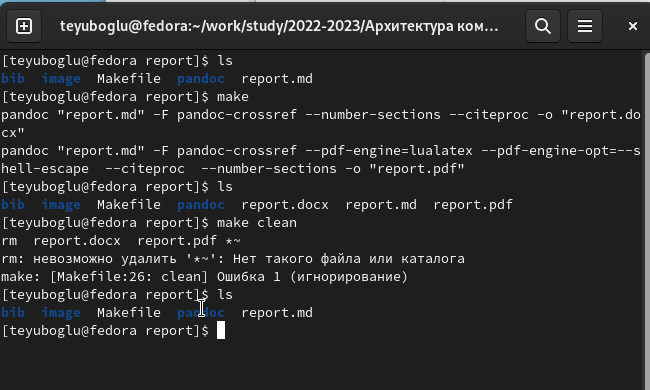 teyuboglu@fedora:~/work/study/2022-2023/Архитектура ком...
[teyuboglu@fedora report]$ ls
bib  image  Makefile  pandoc  report.md
[teyuboglu@fedora report]$ make
pandoc "report.md" -F pandoc-crossref --number-sections --citeproc -o "report.do
cx"
pandoc "report.md" -F pandoc-crossref --pdf-engine=lualatex --pdf-engine-opt=--s
hell-escape  --citeproc  --number-sections -o "report.pdf"
[teyuboglu@fedora report]$ ls
bib  image  Makefile  pandoc  report.docx  report.md  report.pdf
[teyuboglu@fedora report]$ make clean
rm  report.docx  report.pdf *~
rm: невозможно удалить '*~': Нет такого файла или каталога
make: [Makefile:26: clean] Ошибка 1 (игнорирование)
[teyuboglu@fedora report]$ ls
bib  image  Makefile  pandoc  report.md
[teyuboglu@fedora report]$